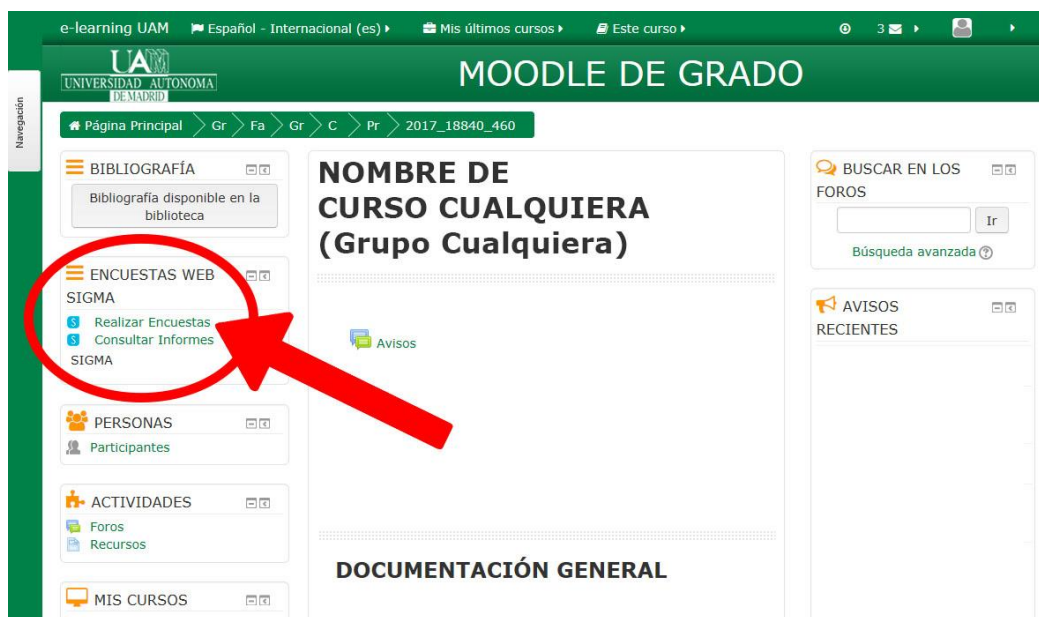 e-learning UAM Español - Internacional (es) Mis últimos cursos Este curso 3
UAM
UNIVERSIDAD AUTONOMA
DE MADRID
MOODLE DE GRADO
Navegación
Página Principal Gr Fa Gr C Pr 2017_18840_460
BIBLIOGRAFÍA
Bibliografía disponible en la
biblioteca
ENCUESTAS WEB
SIGMA
S Realizar Encuestas
S Consultar Informes
SIGMA
PERSONAS
Participantes
ACTIVIDADES
Foros
Recursos
MIS CURSOS
NOMBRE DE
CURSO CUALQUIERA
(Grupo Cualquiera)
Avisos
DOCUMENTACIÓN GENERAL
BUSCAR EN LOS
FOROS
Ir
Búsqueda avanzada ?
AVISOS
RECIENTES